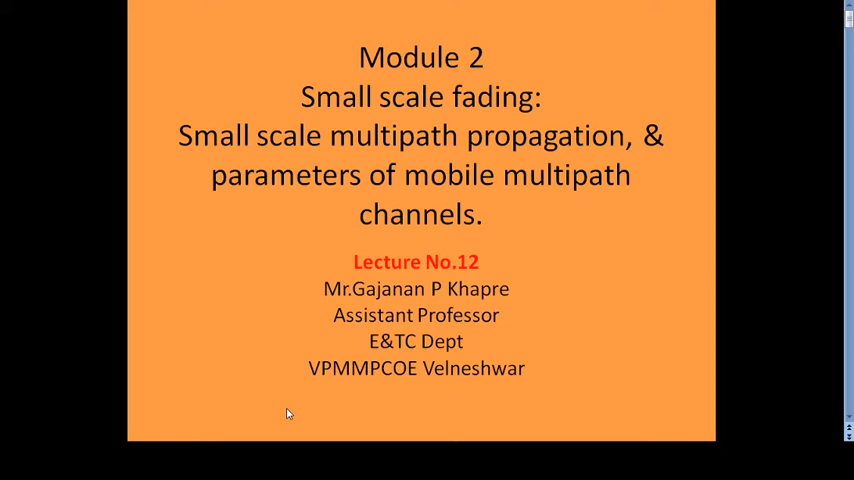 Module 2
Small scale fading:
Small scale multipath propagation, &
parameters of mobile multipath
channels.
Lecture No.12
Mr.Gajanan P Khapre
Assistant Professor
E&TC Dept
VPMMPCOE Velneshwar